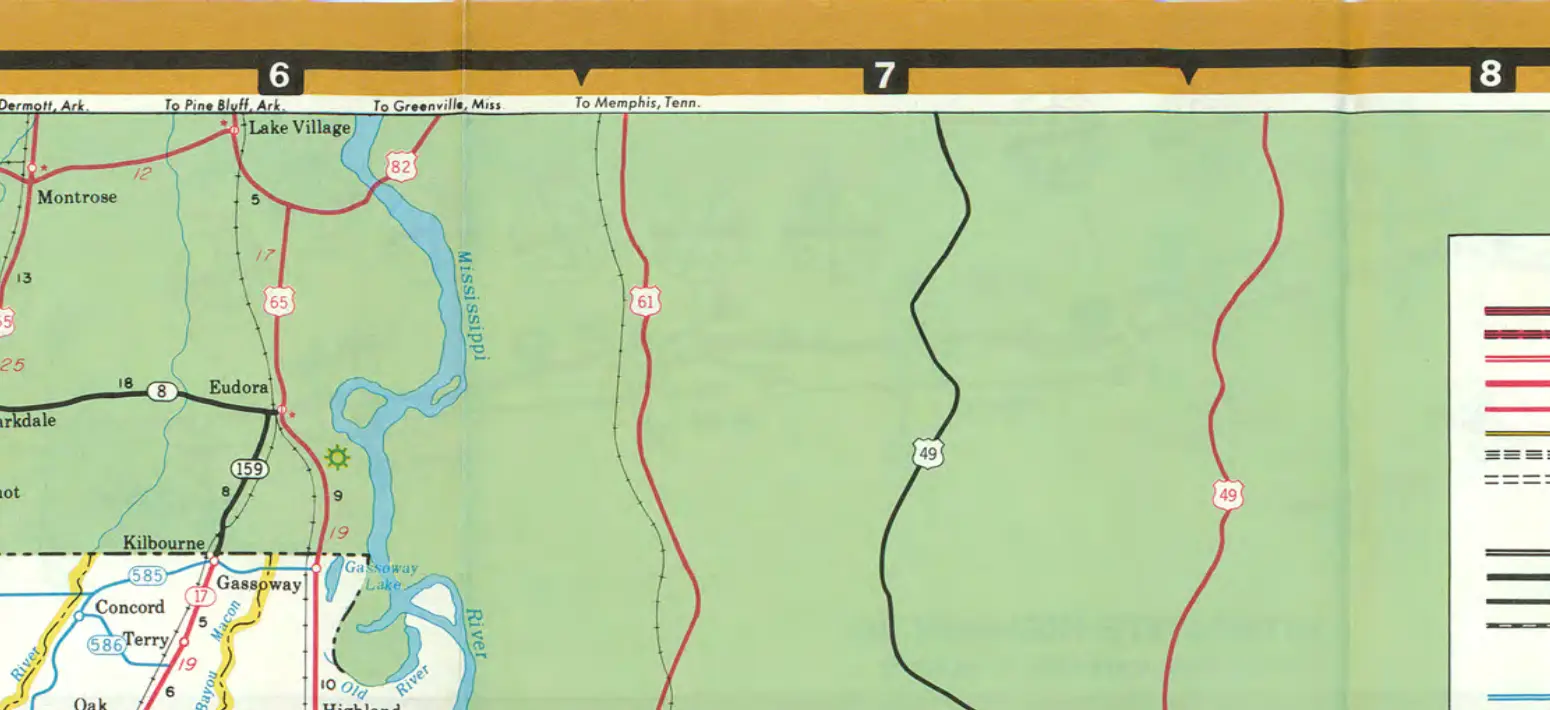 6
7
8
Dermott, Ark.
To Pine Bluff, Ark.
To Greenville, Miss
To Memphis, Tenn.
Lake Village
82
12
Montrose
5
17
13
65
61
Mississippi
25
18
8
Eudora
arkdale
49
159
8
9
49
19
Kilbourne
585
Gassoway
Gassoway
Lake
17
Concord
5
Macon
586
Terry
19
River
River
6
Bayou
10
Old
River
Oak
Highland